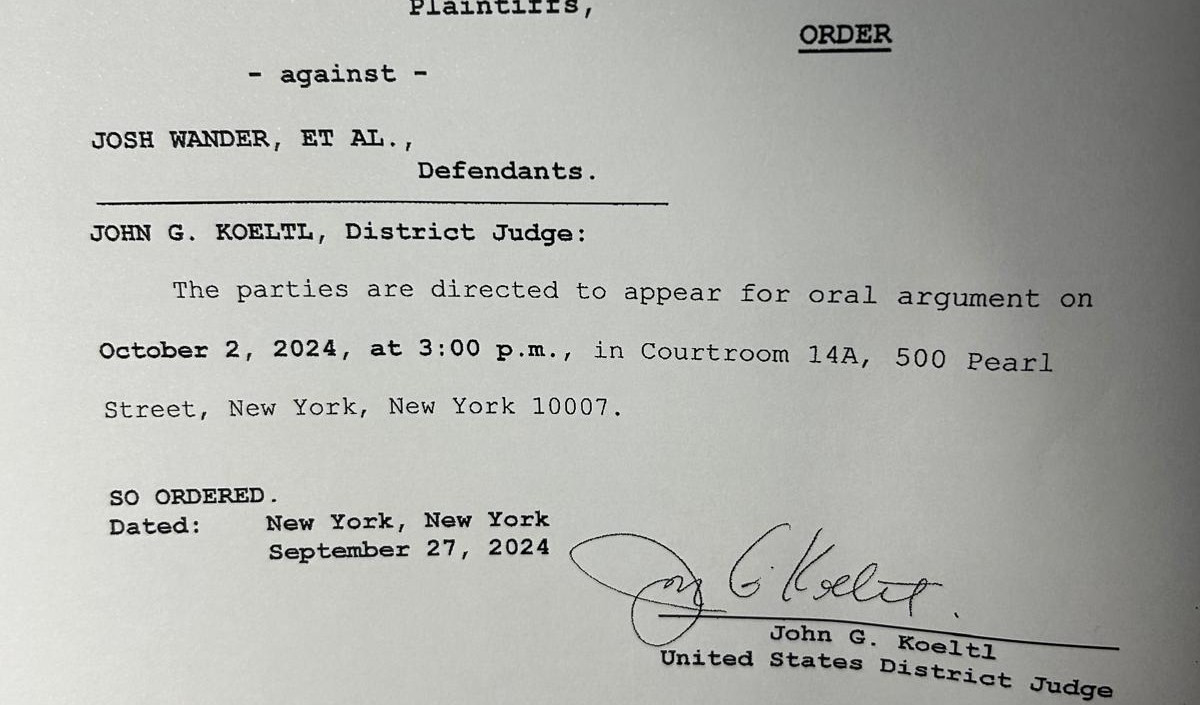 Plaintiffs,
ORDER
- against -
JOSH WANDER, ET AL.,
Defendants.
JOHN G. KOELTL, District Judge:
The parties are directed to appear for oral argument on
October 2, 2024, at 3:00 p.m., in Courtroom 14A, 500 Pearl
Street, New York, New York 10007.
SO ORDERED.
Dated: New York, New York
September 27, 2024
John G. Koeltl
John G. Koeltl
United States District Judge